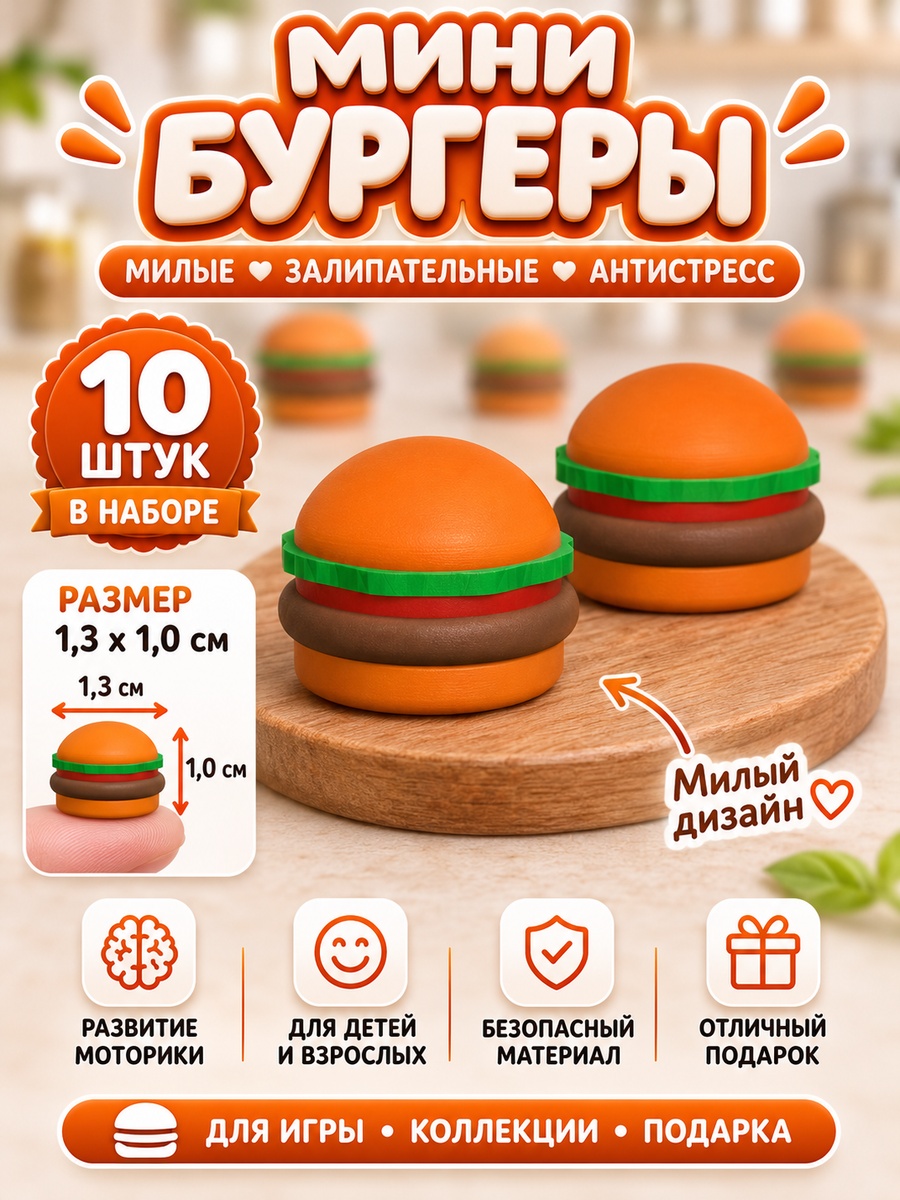 МИНИ
БУРГЕРЫ
МИЛЫЕ ♥ ЗАЛИПАТЕЛЬНЫЕ ♥ АНТИСТРЕСС
10
ШТУК
В НАБОРЕ
РАЗМЕР
1,3 х 1,0 см
1,3 см
1,0 см
Милый
дизайн
РАЗВИТИЕ
МОТОРИКИ
ДЛЯ ДЕТЕЙ
И ВЗРОСЛЫХ
БЕЗОПАСНЫЙ
МАТЕРИАЛ
ОТЛИЧНЫЙ
ПОДАРОК
ДЛЯ ИГРЫ • КОЛЛЕКЦИИ • ПОДАРКА